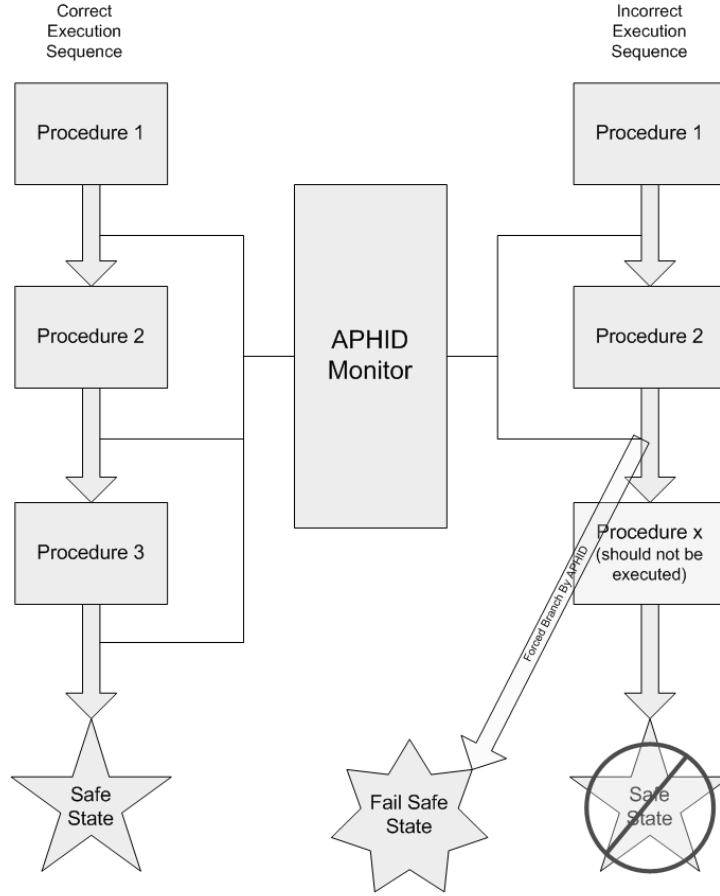 Correct
Execution
Sequence
Incorrect
Execution
Sequence
Procedure 1
Procedure 1
APHID
Monitor
Procedure 2
Procedure 2
Procedure 3
Procedure x
(should not be
executed)
Forced Branch By APHID
Safe
State
Fail Safe
State
Safe
State